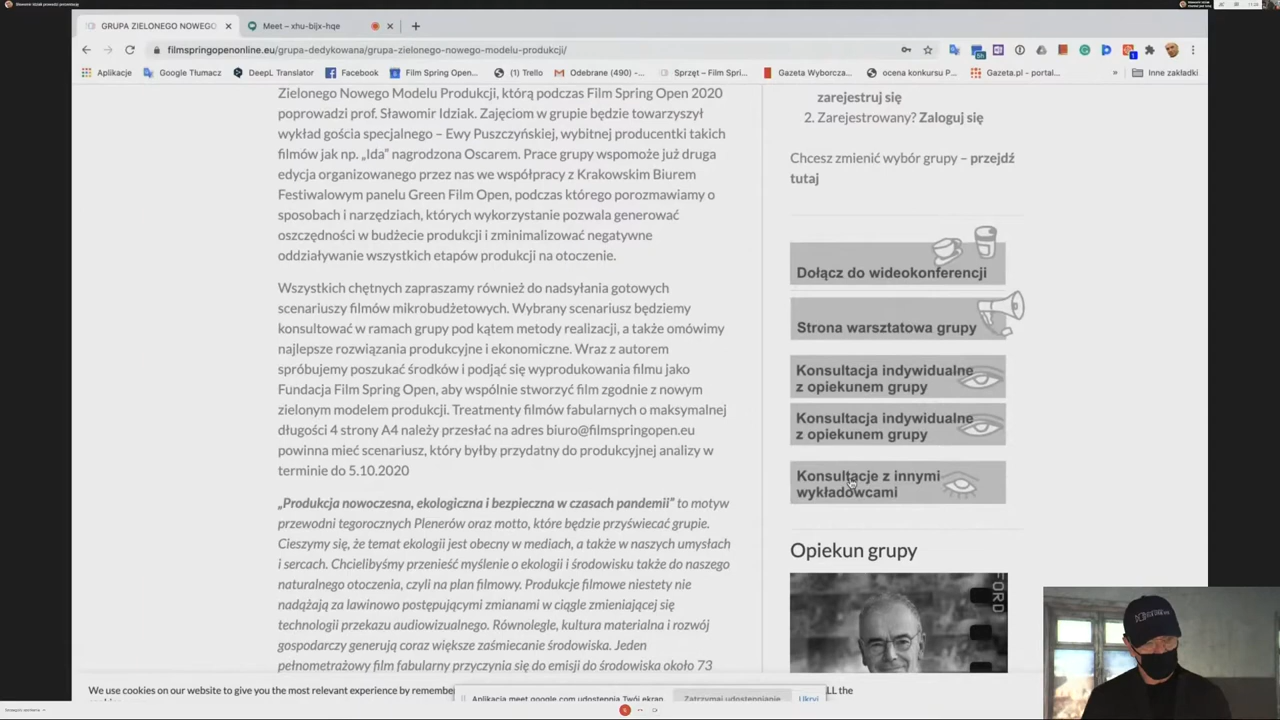 Sławomir Idziak prowadzi prezentację
GRUPA ZIELONEGO NOWEGO
Meet – xhu-bijx-hqe
filmspringopenonline.eu/grupa-dedykowana/grupa-zielonego-nowego-modelu-produkcji/
Aplikacje
Google Tłumacz
DeepL Translator
Facebook
Film Spring Open...
(1) Trello
Odebrane (490) -...
Sprzęt – Film Spri...
Gazeta Wyborcza...
ocena konkursu P...
Gazeta.pl - portal...
»
Inne zakładki
Zielonego Nowego Modelu Produkcji, którą podczas Film Spring Open 2020
poprowadzi prof. Sławomir Idziak. Zajęciom w grupie będzie towarzyszył
wykład gościa specjalnego – Ewy Puszczyńskiej, wybitnej producentki takich
filmów jak np. „Ida” nagrodzona Oscarem. Prace grupy wspomoże już druga
edycja organizowanego przez nas we współpracy z Krakowskim Biurem
Festiwalowym panelu Green Film Open, podczas którego porozmawiamy o
sposobach i narzędziach, których wykorzystanie pozwala generować
oszczędności w budżecie produkcji i zminimalizować negatywne
oddziaływanie wszystkich etapów produkcji na otoczenie.
Wszystkich chętnych zapraszamy również do nadsyłania gotowych
scenariuszy filmów mikrobudżetowych. Wybrany scenariusz będziemy
konsultować w ramach grupy pod kątem metody realizacji, a także omówimy
najlepsze rozwiązania produkcyjne i ekonomiczne. Wraz z autorem
spróbujemy poszukać środków i podjąć się wyprodukowania filmu jako
Fundacja Film Spring Open, aby wspólnie stworzyć film zgodnie z nowym
zielonym modelem produkcji. Treatmenty filmów fabularnych o maksymalnej
długości 4 strony A4 należy przesłać na adres biuro@filmspringopen.eu
powinna mieć scenariusz, który byłby przydatny do produkcyjnej analizy w
terminie do 5.10.2020
„Produkcja nowoczesna, ekologiczna i bezpieczna w czasach pandemii” to motyw
przewodni tegorocznych Plenerów oraz motto, które będzie przyświecać grupie.
Cieszymy się, że temat ekologii jest obecny w mediach, a także w naszych umysłach
i sercach. Chcielibyśmy przenieść myślenie o ekologii i środowisku także do naszego
naturalnego otoczenia, czyli na plan filmowy. Produkcje filmowe niestety nie
nadążają za lawinowo postępującymi zmianami w ciągle zmieniającej się
technologii przekazu audiowizualnego. Równolegle, kultura materialna i rozwój
gospodarczy generują coraz większe zaśmiecanie środowiska. Jeden
pełnometrażowy film fabularny przyczynia się do emisji do środowiska około 73
zarejestruj się
2. Zarejestrowany? Zaloguj się
Chcesz zmienić wybór grupy – przejdź
tutaj
Dołącz do wideokonferencji
Strona warsztatowa grupy
Konsultacja indywidualne
z opiekunem grupy
Konsultacja indywidualne
z opiekunem grupy
Konsultacje z innymi
wykładowcami
Opiekun grupy
FORD
We use cookies on our website to give you the most relevant experience by remembe
Aplikacja meet.google.com udostępnia Twój ekran.
Zatrzymaj udostępnianie
Ukryj
LL the